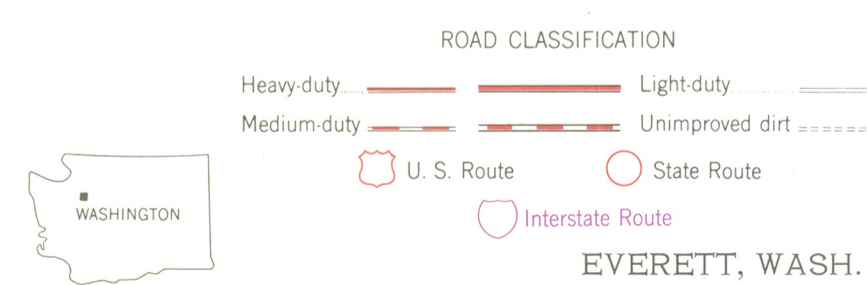 ROAD CLASSIFICATION
Heavy-duty Light-duty
Medium-duty Unimproved dirt
U. S. Route State Route
WASHINGTON
Interstate Route
EVERETT, WASH.